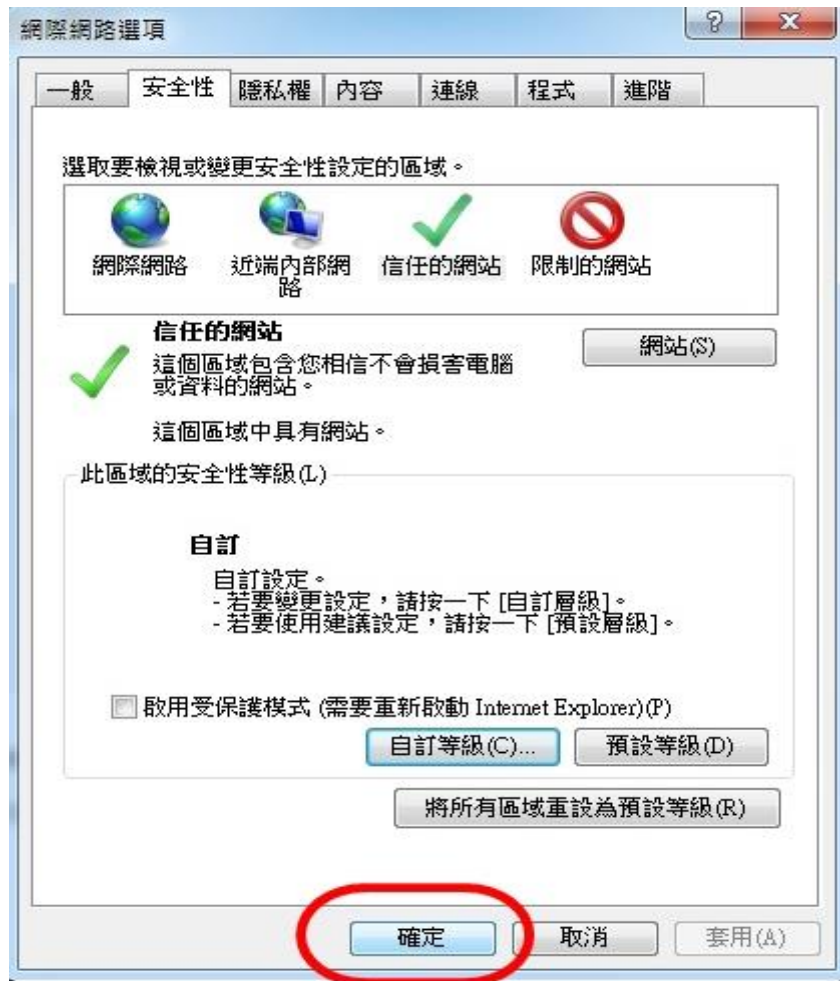 網際網路選項
一般 安全性 隱私權 內容 連線 程式 進階
選取要檢視或變更安全性設定的區域。
網際網路 近端內部網路 信任的網站 限制的網站
信任的網站
網站(S)
這個區域包含您相信不會損害電腦
或資料的網站。
這個區域中具有網站。
此區域的安全性等級(L)
自訂
自訂設定。
- 若要變更設定，請按一下 [自訂層級]。
- 若要使用建議設定，請按一下 [預設層級]。
啟用受保護模式 (需要重新啟動 Internet Explorer)(P)
自訂等級(C)... 預設等級(D)
將所有區域重設為預設等級(R)
確定 取消 套用(A)